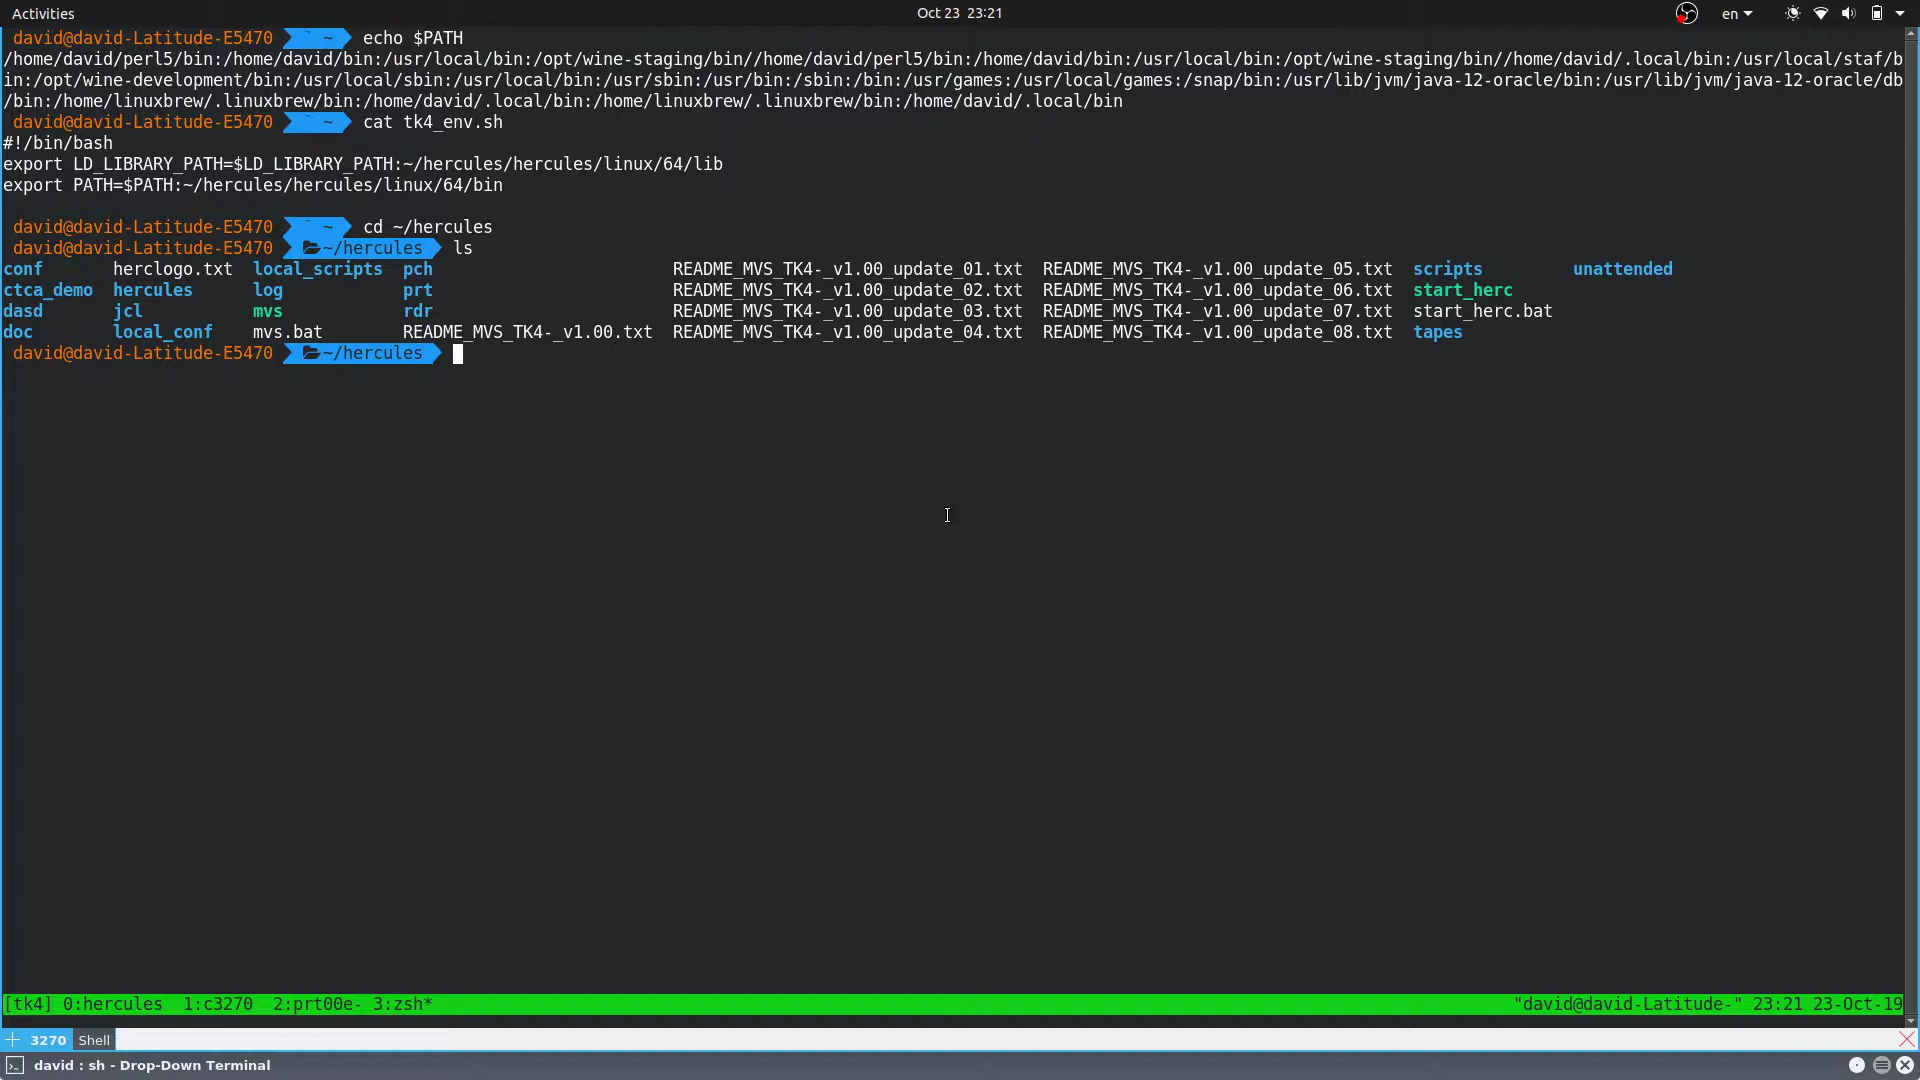 Activities
Oct 23 23:21
en
david@david-Latitude-E5470 ~ echo $PATH
/home/david/perl5/bin:/home/david/bin:/usr/local/bin:/opt/wine-staging/bin//home/david/perl5/bin:/home/david/bin:/usr/local/bin:/opt/wine-staging/bin//home/david/.local/bin:/usr/local/staf/b
in:/opt/wine-development/bin:/usr/local/sbin:/usr/local/bin:/usr/sbin:/usr/bin:/sbin:/bin:/usr/games:/usr/local/games:/snap/bin:/usr/lib/jvm/java-12-oracle/bin:/usr/lib/jvm/java-12-oracle/db
/bin:/home/linuxbrew/.linuxbrew/bin:/home/david/.local/bin:/home/linuxbrew/.linuxbrew/bin:/home/david/.local/bin
david@david-Latitude-E5470 ~ cat tk4_env.sh
#!/bin/bash
export LD_LIBRARY_PATH=$LD_LIBRARY_PATH:~/hercules/hercules/linux/64/lib
export PATH=$PATH:~/hercules/hercules/linux/64/bin
david@david-Latitude-E5470 ~ cd ~/hercules
david@david-Latitude-E5470 ~/hercules ls
conf herclogo.txt local_scripts pch README_MVS_TK4-_v1.00_update_01.txt README_MVS_TK4-_v1.00_update_05.txt scripts unattended
ctca_demo hercules log prt README_MVS_TK4-_v1.00_update_02.txt README_MVS_TK4-_v1.00_update_06.txt start_herc
dasd jcl mvs rdr README_MVS_TK4-_v1.00_update_03.txt README_MVS_TK4-_v1.00_update_07.txt start_herc.bat
doc local_conf mvs.bat README_MVS_TK4-_v1.00.txt README_MVS_TK4-_v1.00_update_04.txt README_MVS_TK4-_v1.00_update_08.txt tapes
david@david-Latitude-E5470 ~/hercules
[tk4] 0:hercules 1:c3270 2:prt00e- 3:zsh* "david@david-Latitude-" 23:21 23-Oct-19
3270 Shell
david : sh - Drop-Down Terminal